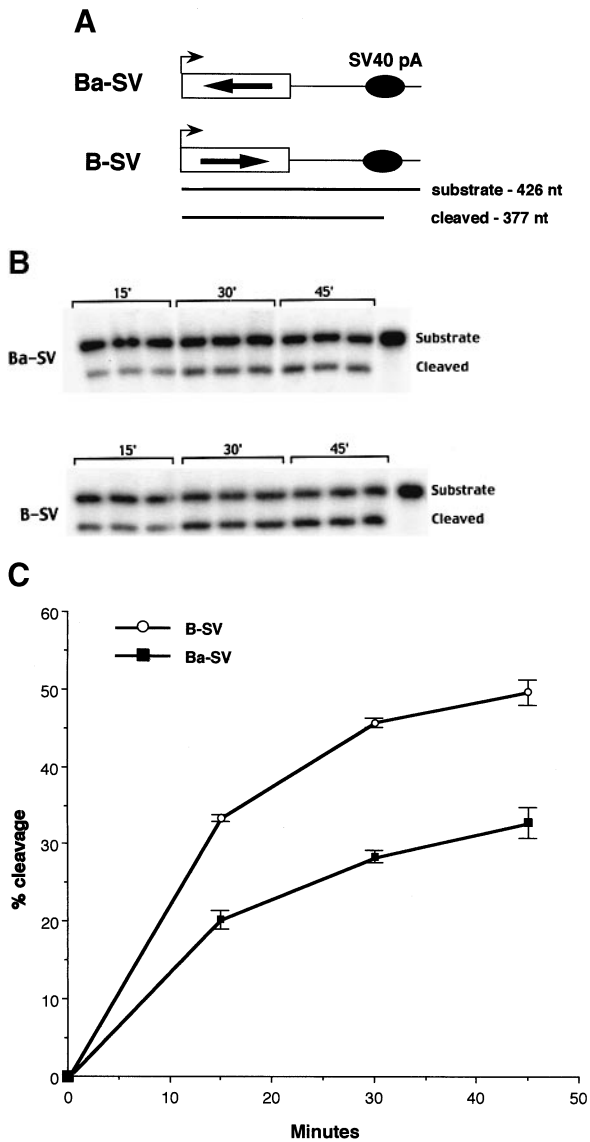 A
SV40 pA
Ba-SV
B-SV
substrate - 426 nt
cleaved - 377 nt
B
15' 30' 45'
Ba-SV
Substrate
Cleaved
15' 30' 45'
B-SV
Substrate
Cleaved
C
60
B-SV
Ba-SV
50
40
30
20
10
0
% cleavage
0 10 20 30 40 50
Minutes